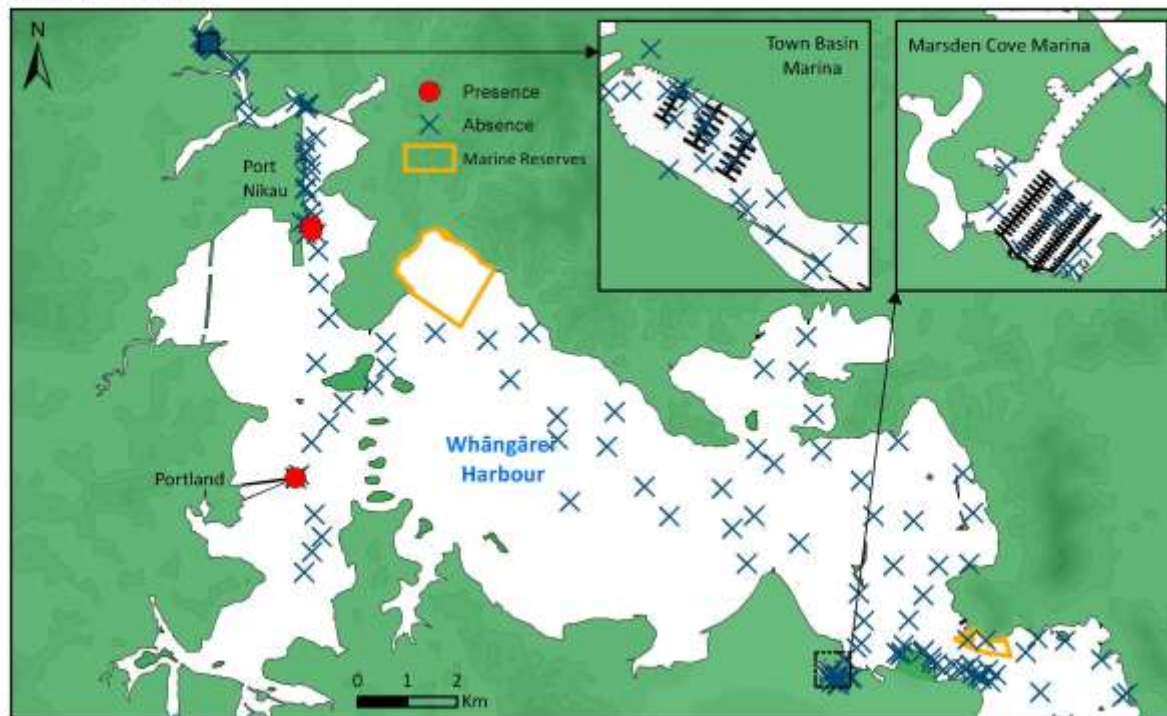 N
Presence
Absence
Marine Reserves
Port
Nikau
Portland
Whāngārei
Harbour
Town Basin
Marina
Marsden Cove Marina
0 1 2
Km